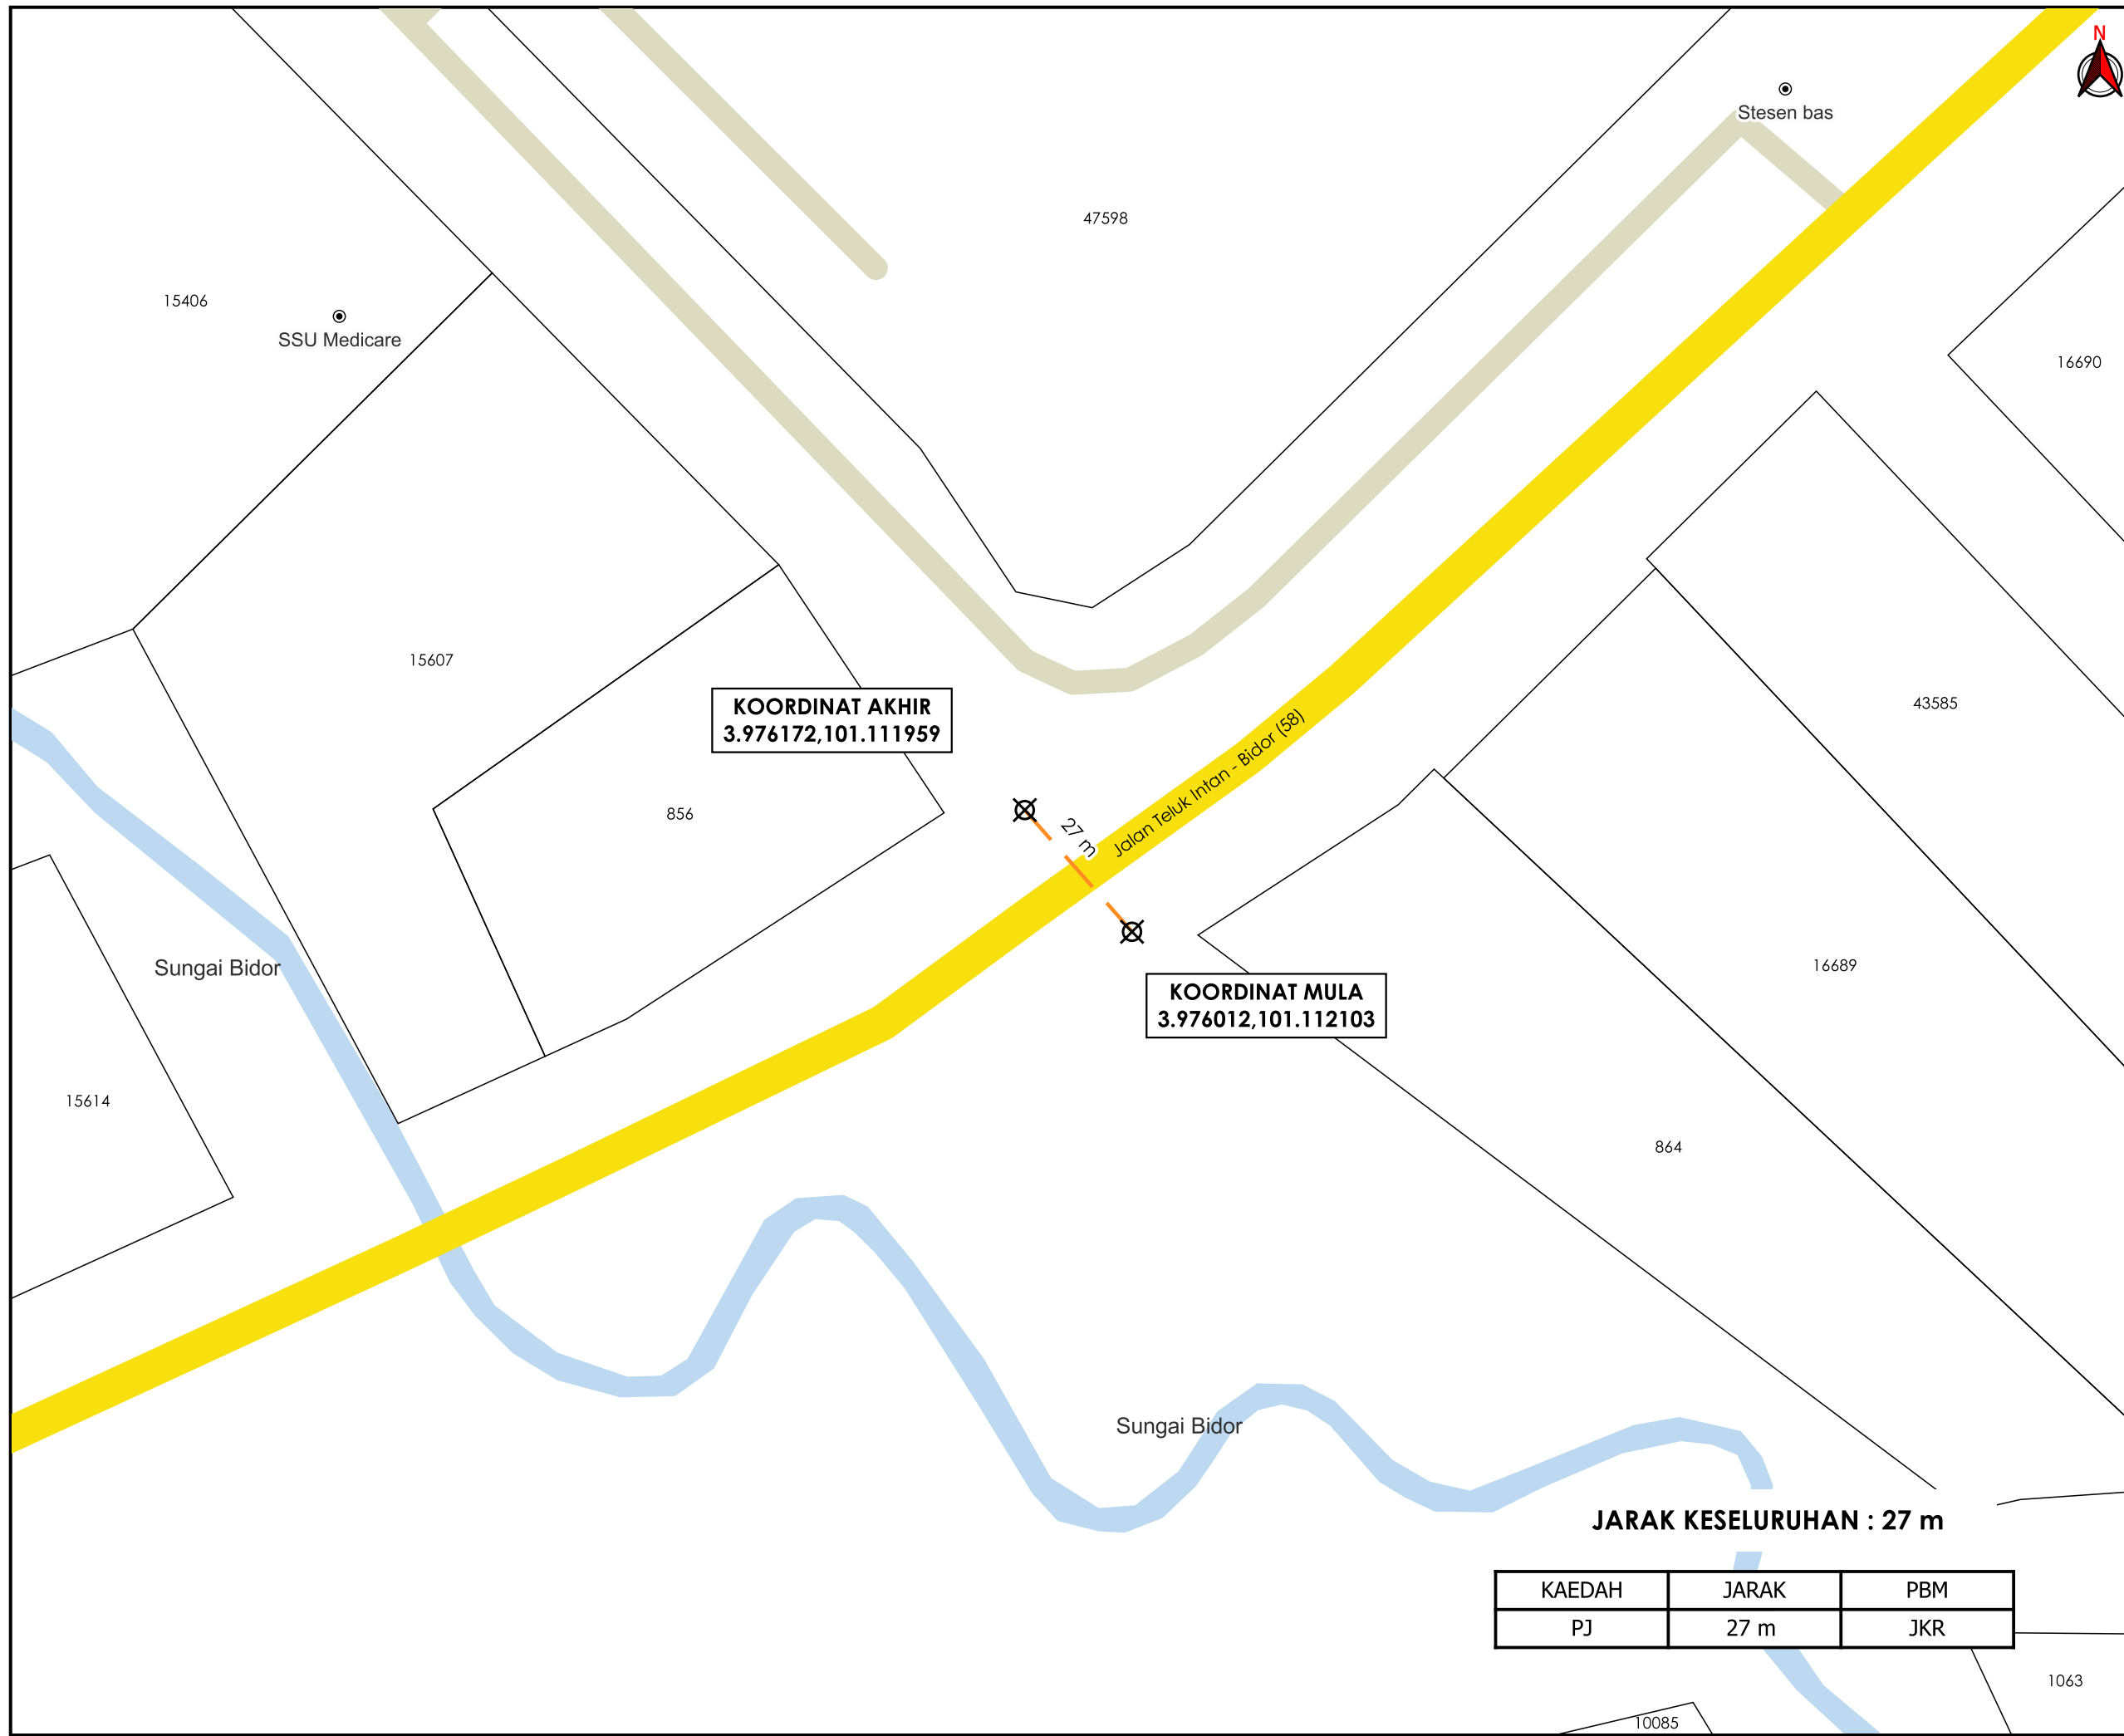 N
Stesen bas
47598
15406
SSU Medicare
16690
15607
KOORDINAT AKHIR
3.976172,101.111959
43585
Jalan Teluk Intan - Bidor (58)
856
27 m
Sungai Bidor
16689
KOORDINAT MULA
3.976012,101.112103
15614
864
Sungai Bidor
JARAK KESELURUHAN : 27 m
KAEDAH JARAK PBM
PJ 27 m JKR
1063
10085